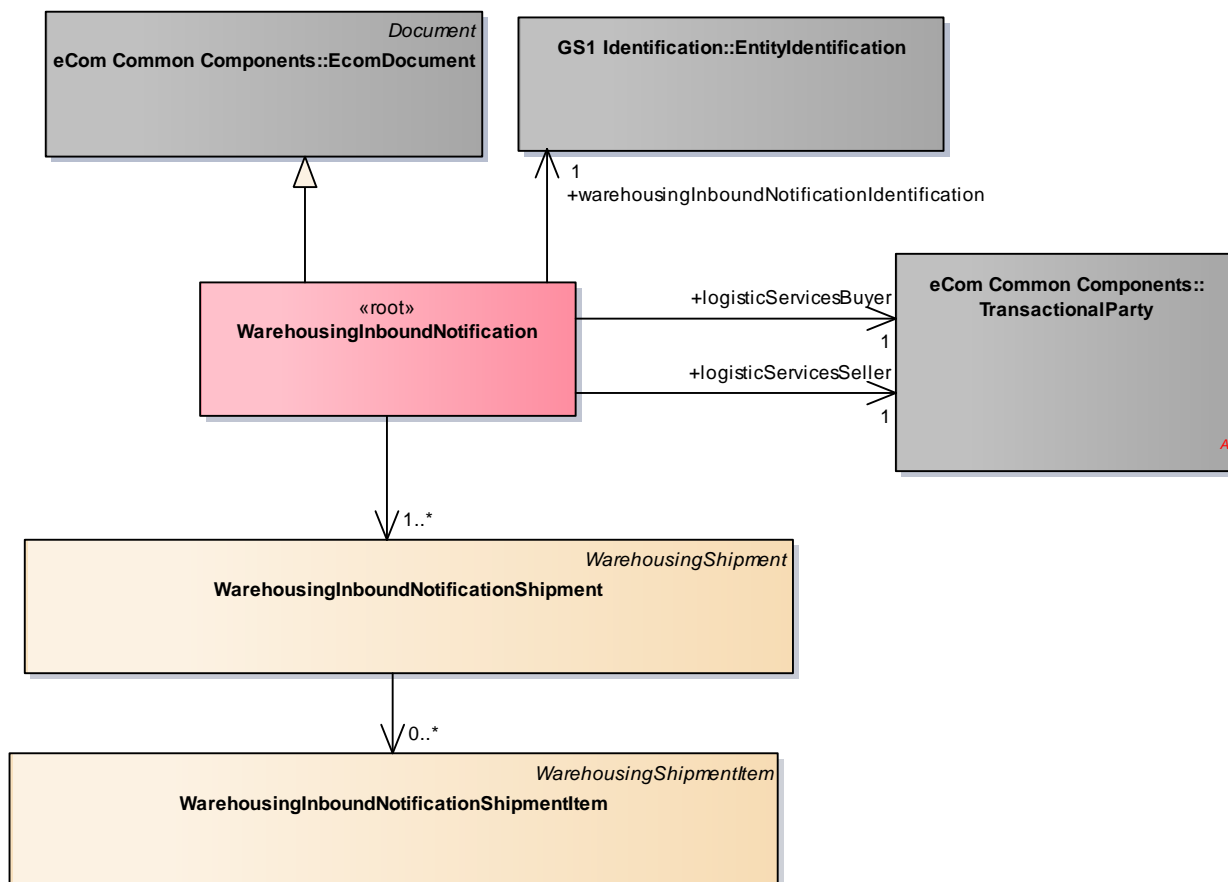 Document
eCom Common Components::EcomDocument
GS1 Identification::EntityIdentification
1
+warehousingInboundNotificationIdentification
«root»
WarehousingInboundNotification
+logisticServicesBuyer
1
+logisticServicesSeller
1
eCom Common Components::
TransactionalParty
A
1..*
WarehousingShipment
WarehousingInboundNotificationShipment
0..*
WarehousingShipmentItem
WarehousingInboundNotificationShipmentItem